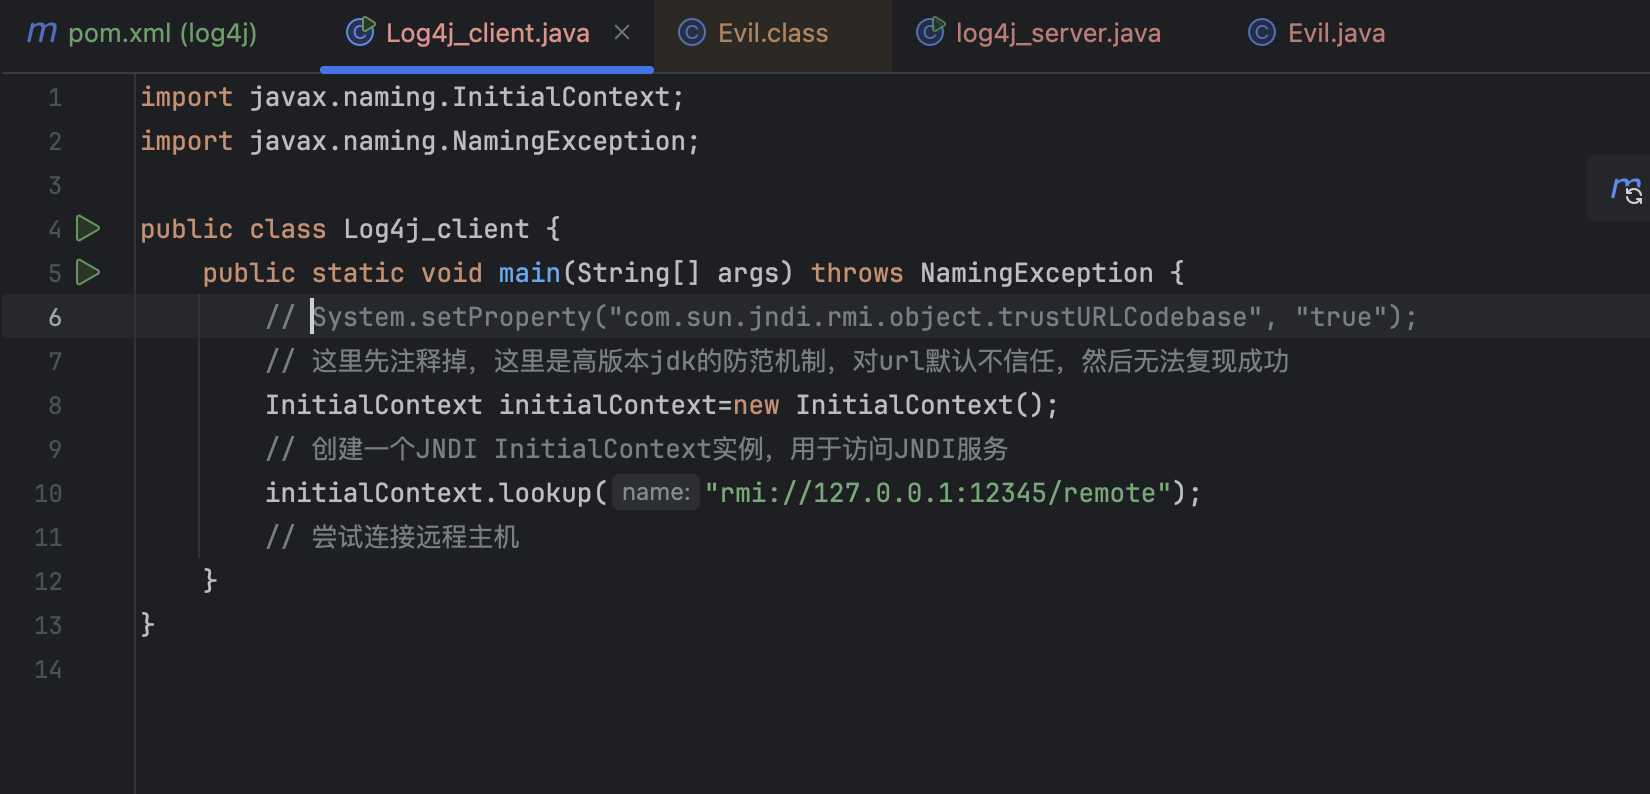 m pom.xml (log4j) Log4j_client.java Evil.class log4j_server.java Evil.java
1 import javax.naming.InitialContext;
2 import javax.naming.NamingException;
3
4 public class Log4j_client {
5 public static void main(String[] args) throws NamingException {
6 // System.setProperty("com.sun.jndi.rmi.object.trustURLCodebase", "true");
7 // 这里先注释掉，这里是高版本jdk的防范机制，对url默认不信任，然后无法复现成功
8 InitialContext initialContext=new InitialContext();
9 // 创建一个JNDI InitialContext实例，用于访问JNDI服务
10 initialContext.lookup( name: "rmi://127.0.0.1:12345/remote");
11 // 尝试连接远程主机
12 }
13 }
14